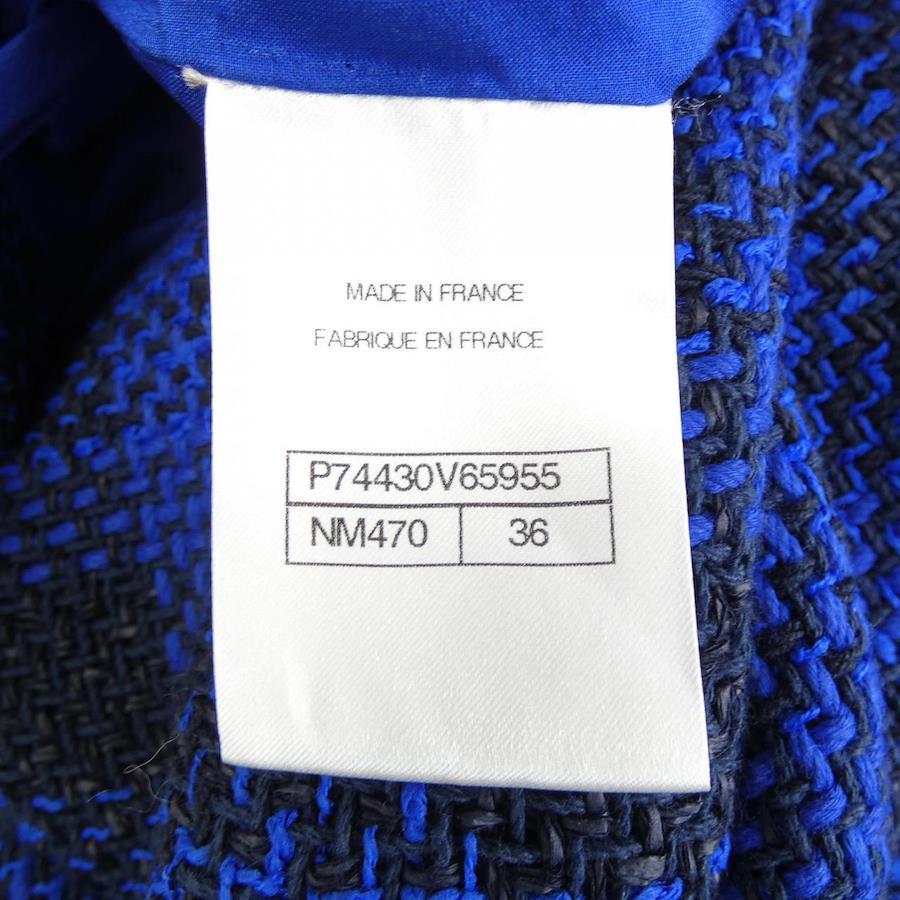 MADE IN FRANCE
FABRIQUE EN FRANCE
P74430V65955
NM470 36